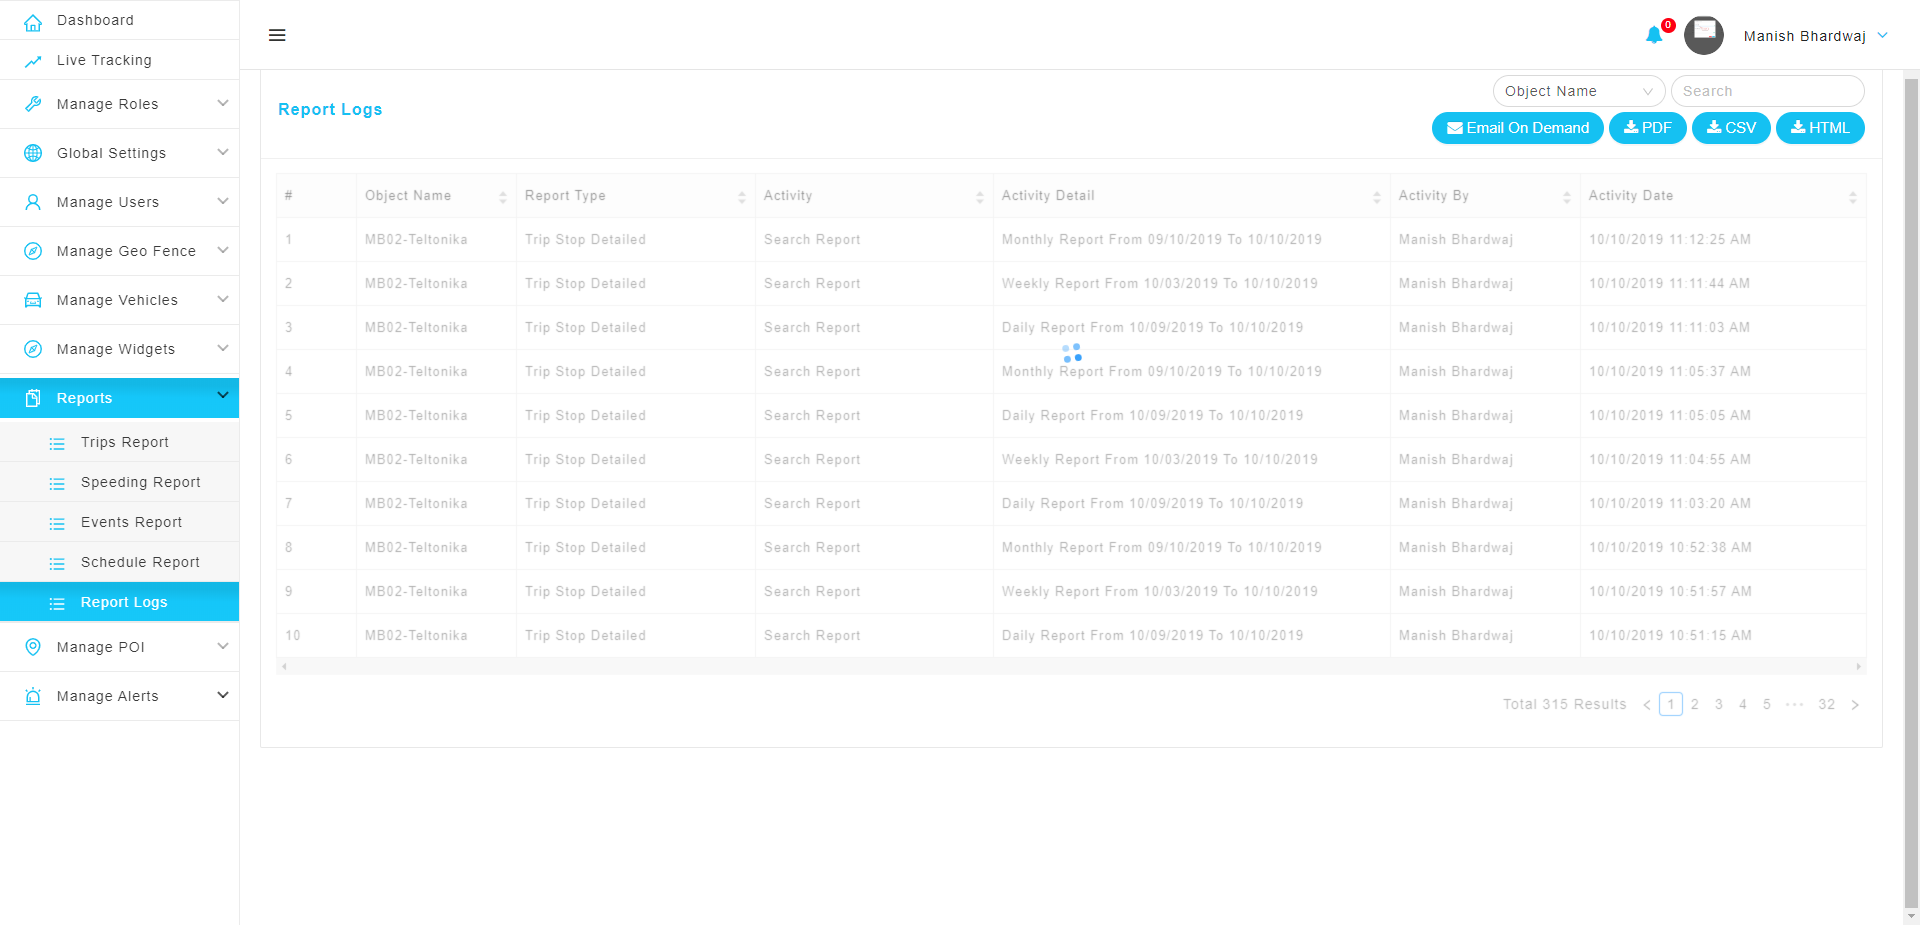 Dashboard
Live Tracking
Manage Roles
Global Settings
Manage Users
Manage Geo Fence
Manage Vehicles
Manage Widgets
Reports
Trips Report
Speeding Report
Events Report
Schedule Report
Report Logs
Manage POI
Manage Alerts
0
Manish Bhardwaj
Report Logs
Object Name Search
Email On Demand PDF CSV HTML
# Object Name Report Type Activity Activity Detail Activity By Activity Date
1 MB02-Teltonika Trip Stop Detailed Search Report Monthly Report From 09/10/2019 To 10/10/2019 Manish Bhardwaj 10/10/2019 11:12:25 AM
2 MB02-Teltonika Trip Stop Detailed Search Report Weekly Report From 10/03/2019 To 10/10/2019 Manish Bhardwaj 10/10/2019 11:11:44 AM
3 MB02-Teltonika Trip Stop Detailed Search Report Daily Report From 10/09/2019 To 10/10/2019 Manish Bhardwaj 10/10/2019 11:11:03 AM
4 MB02-Teltonika Trip Stop Detailed Search Report Monthly Report From 09/10/2019 To 10/10/2019 Manish Bhardwaj 10/10/2019 11:05:37 AM
5 MB02-Teltonika Trip Stop Detailed Search Report Daily Report From 10/09/2019 To 10/10/2019 Manish Bhardwaj 10/10/2019 11:05:05 AM
6 MB02-Teltonika Trip Stop Detailed Search Report Weekly Report From 10/03/2019 To 10/10/2019 Manish Bhardwaj 10/10/2019 11:04:55 AM
7 MB02-Teltonika Trip Stop Detailed Search Report Daily Report From 10/09/2019 To 10/10/2019 Manish Bhardwaj 10/10/2019 11:03:20 AM
8 MB02-Teltonika Trip Stop Detailed Search Report Monthly Report From 09/10/2019 To 10/10/2019 Manish Bhardwaj 10/10/2019 10:52:38 AM
9 MB02-Teltonika Trip Stop Detailed Search Report Weekly Report From 10/03/2019 To 10/10/2019 Manish Bhardwaj 10/10/2019 10:51:57 AM
10 MB02-Teltonika Trip Stop Detailed Search Report Daily Report From 10/09/2019 To 10/10/2019 Manish Bhardwaj 10/10/2019 10:51:15 AM
Total 315 Results < 1 2 3 4 5 ••• 32 >